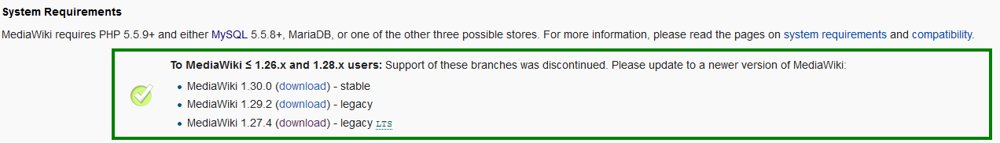 System Requirements
MediaWiki requires PHP 5.5.9+ and either MySQL 5.5.8+, MariaDB, or one of the other three possible stores. For more information, please read the pages on system requirements and compatibility.
To MediaWiki ≤ 1.26.x and 1.28.x users: Support of these branches was discontinued. Please update to a newer version of MediaWiki:
• MediaWiki 1.30.0 (download) - stable
• MediaWiki 1.29.2 (download) - legacy
• MediaWiki 1.27.4 (download) - legacy LTS